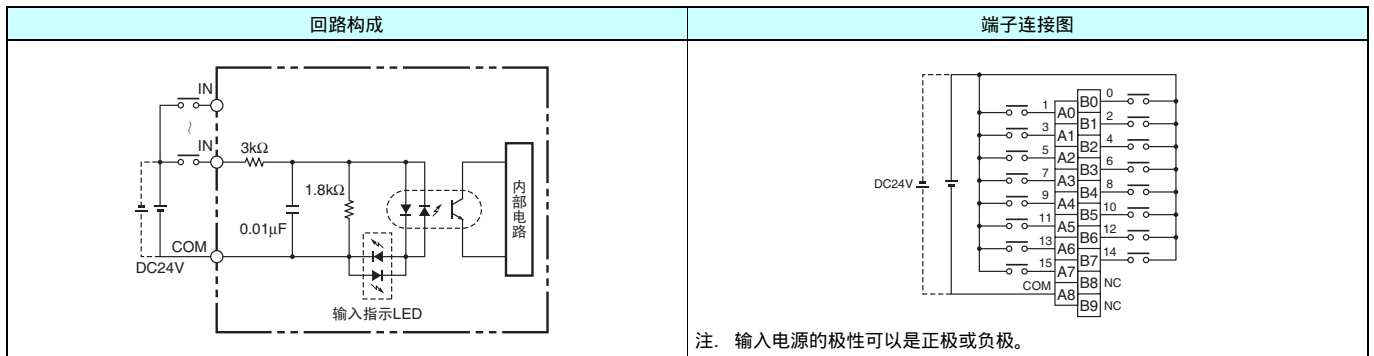 回路构成
端子连接图
IN
IN
3kΩ
1.8kΩ
0.01μF
COM
DC24V
输入指示LED
内部电路
DC24V
B0 0
1 A0
B1 2
3 A1
B2 4
5 A2
B3 6
7 A3
B4 8
9 A4
B5 10
11 A5
B6 12
13 A6
B7 14
15 A7
B8 NC
COM A8
B9 NC
注. 输入电源的极性可以是正极或负极。